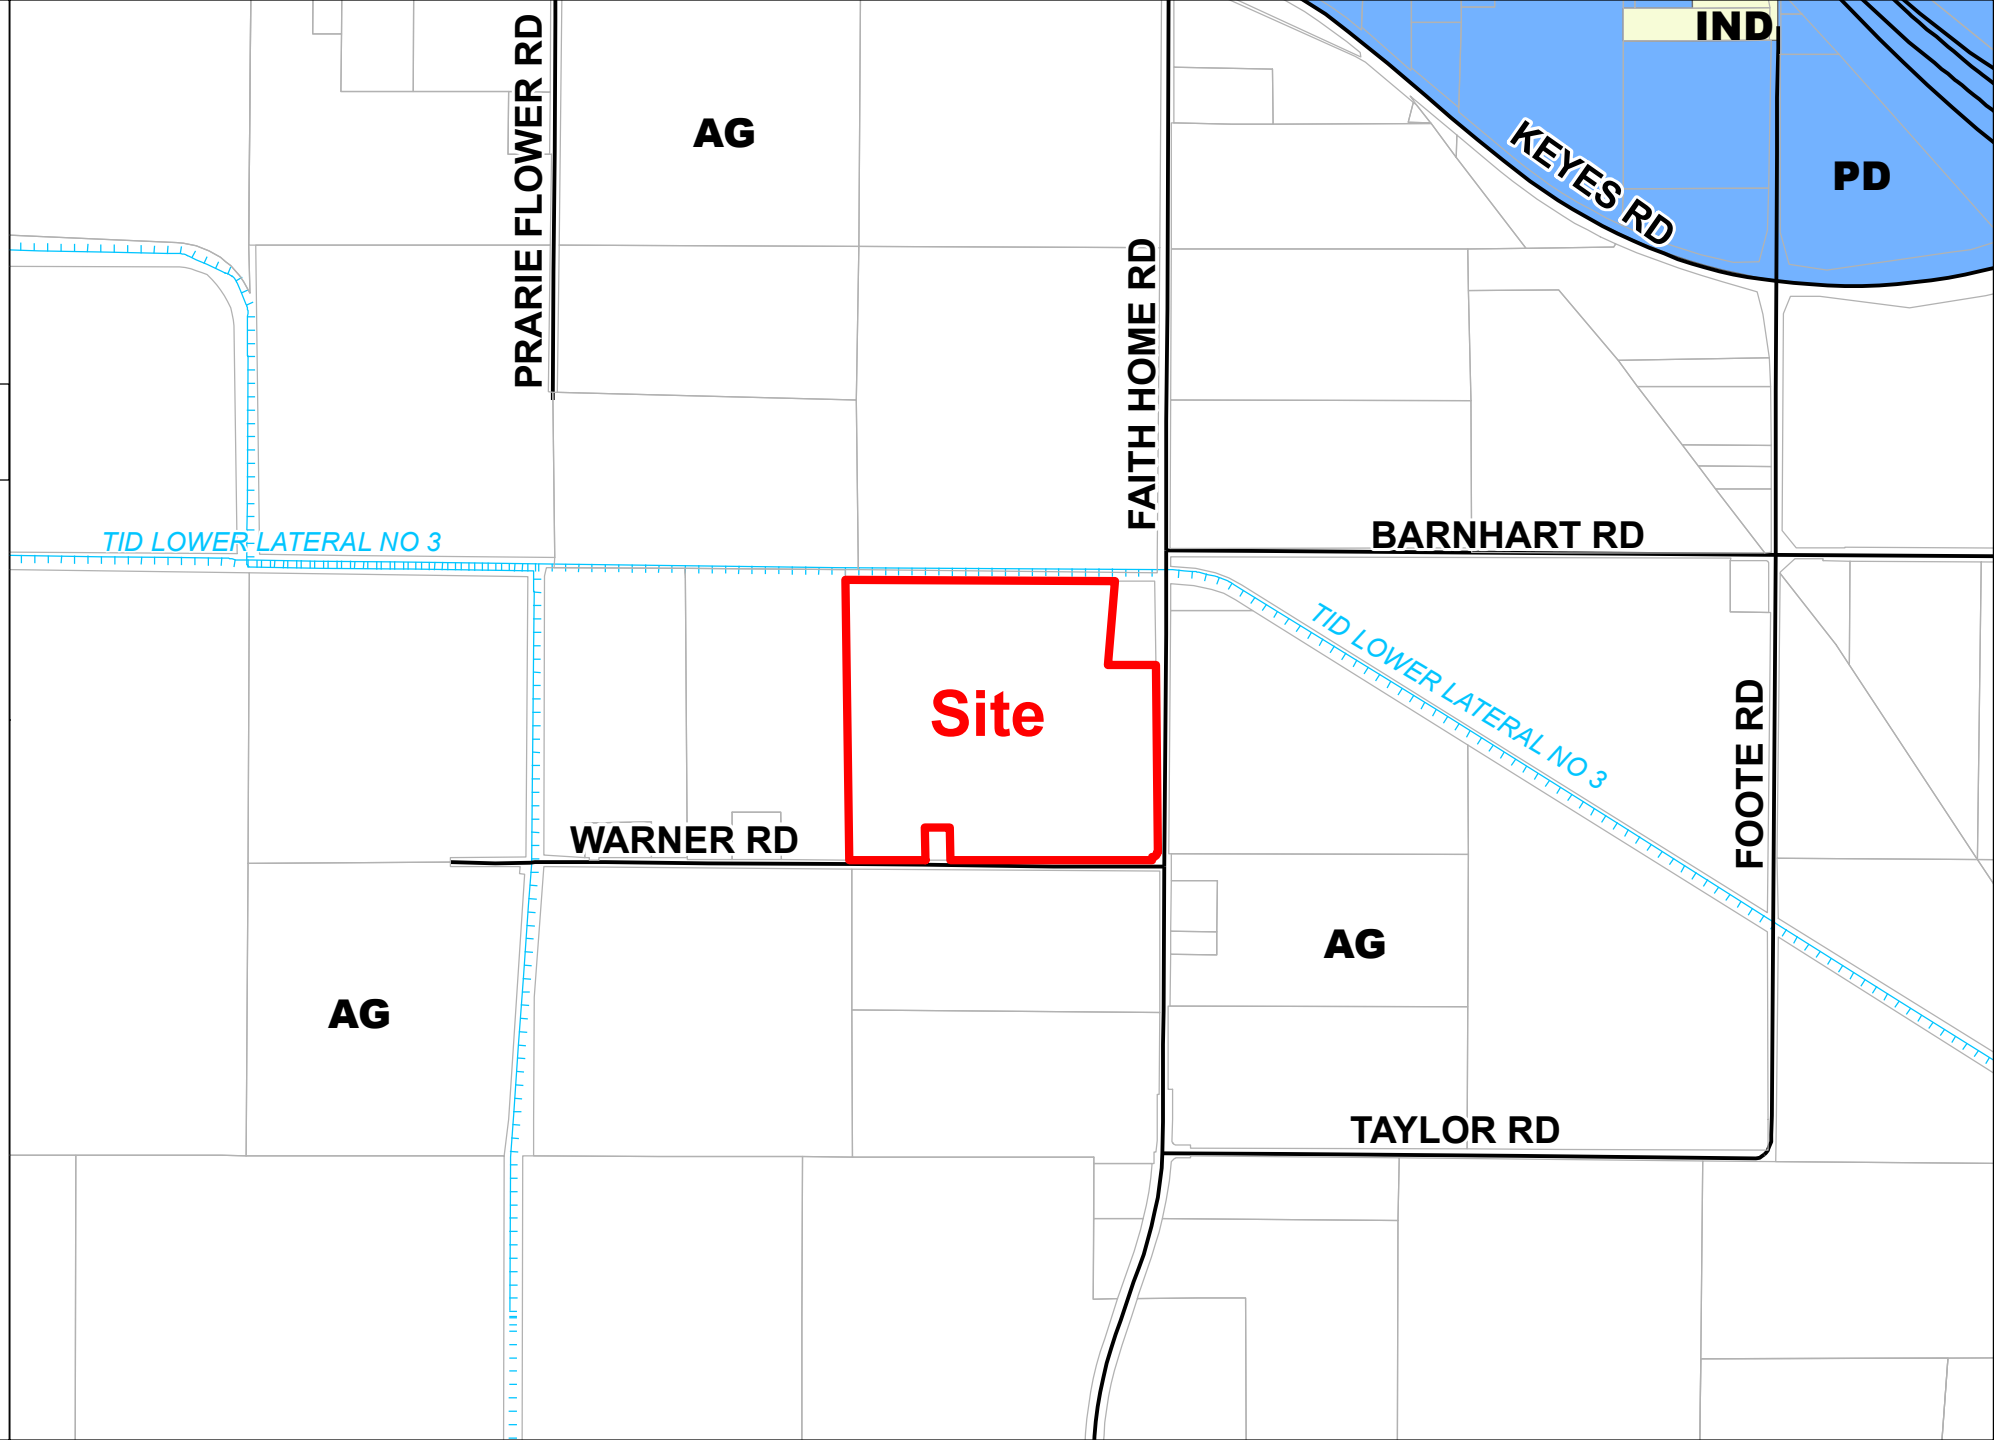 IND
PRARIE FLOWER RD
AG
KEYES RD
PD
FAITH HOME RD
BARNHART RD
TID LOWER LATERAL NO 3
TID LOWER LATERAL NO 3
Site
FOOTE RD
WARNER RD
AG
AG
TAYLOR RD